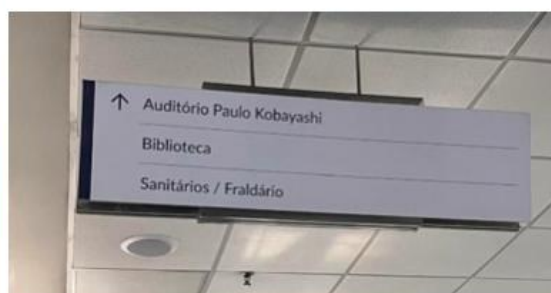 ↑ Auditório Paulo Kobayashi
Biblioteca
Sanitários / Fraldário